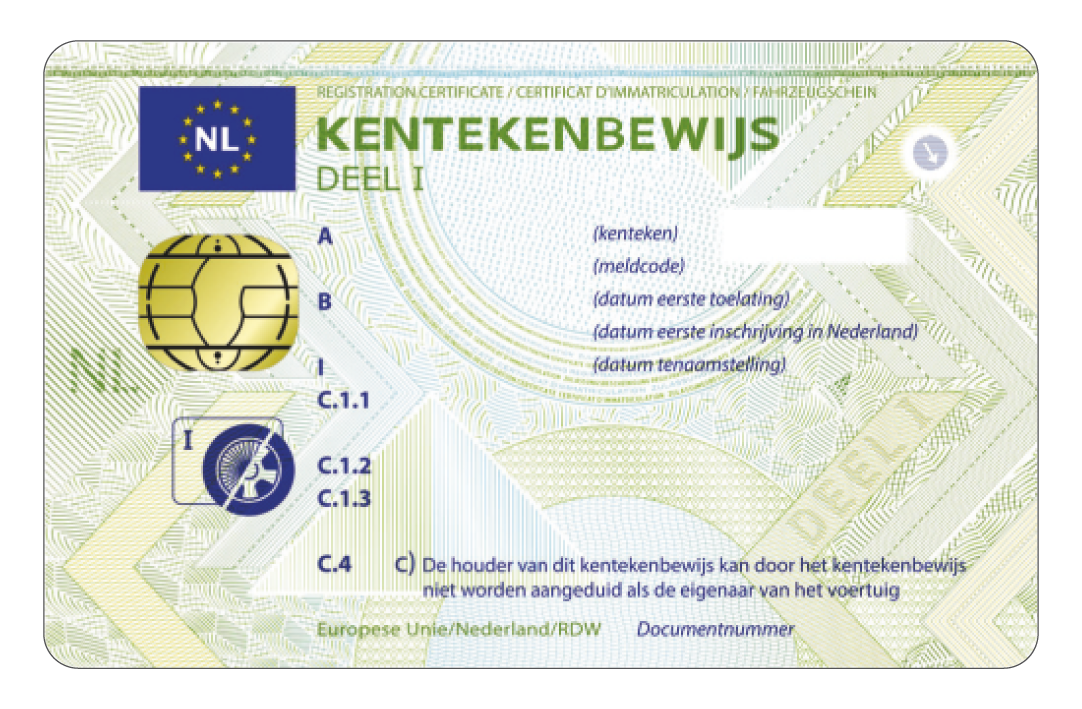 REGISTRATION CERTIFICATE / CERTIFICAT D'IMMATRICULATION / FAHRZEUGSCHEIN
NL
KENTEKENBEWIJS
DEEL I
A (kenteken)
(meldcode)
B (datum eerste toelating)
(datum eerste inschrijving in Nederland)
I (datum tenaamstelling)
NL
C.1.1
DEEL I
I
C.1.2
C.1.3
C.4 C) De houder van dit kentekenbewijs kan door het kentekenbewijs
niet worden aangeduid als de eigenaar van het voertuig
Europese Unie/Nederland/RDW Documentnummer